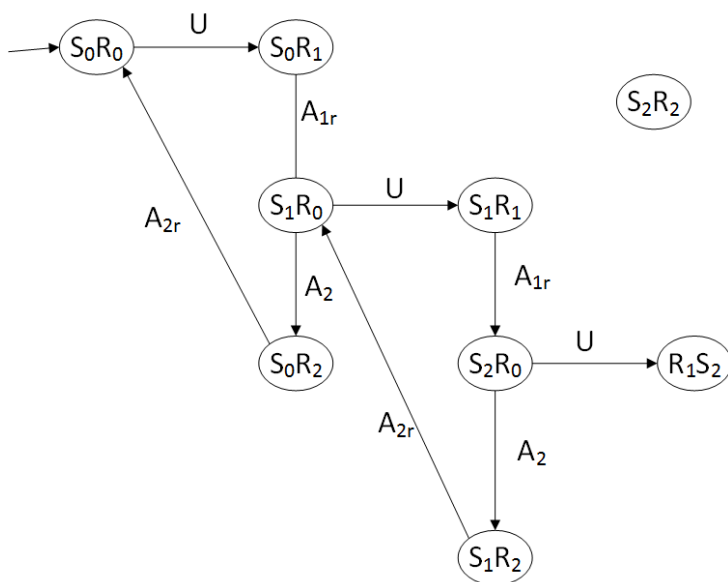 U
S₀R₀
S₀R₁
S₂R₂
A₁ᵣ
U
S₁R₀
S₁R₁
A₂ᵣ
A₁ᵣ
A₂
U
S₀R₂
S₂R₀
R₁S₂
A₂ᵣ
A₂
S₁R₂